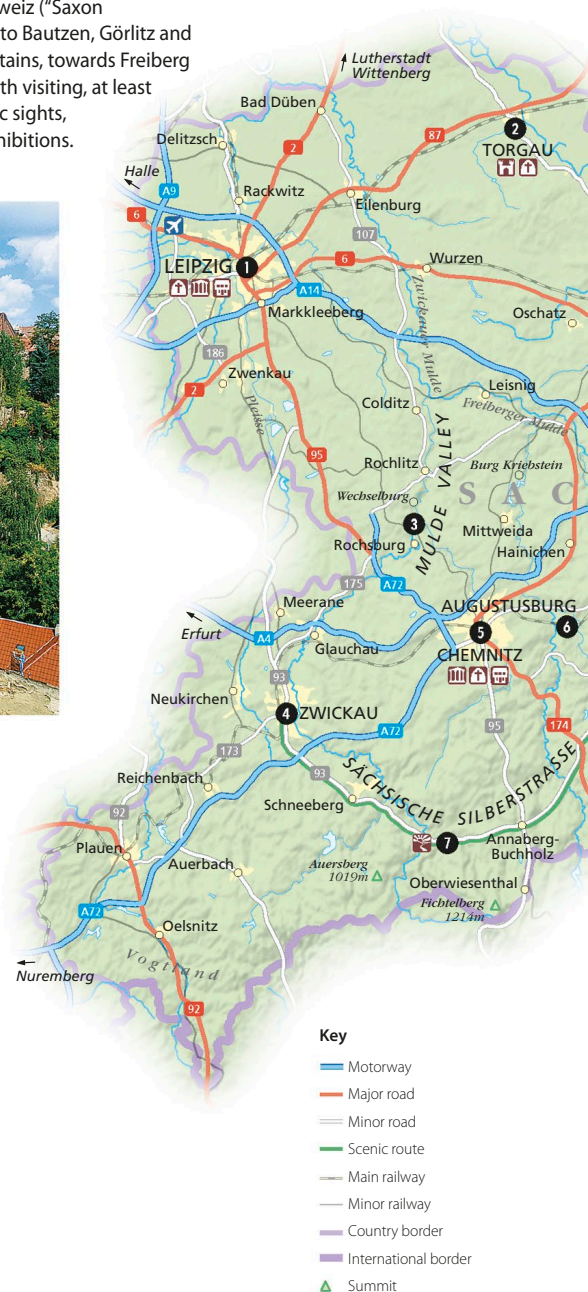 weiz (“Saxon
to Bautzen, Görlitz and
tains, towards Freiberg
th visiting, at least
c sights,
hibitions.
Lutherstadt
Wittenberg
Bad Düben
2
TORGAU
87
2
Delitzsch
Halle
A9
Rackwitz
Eilenburg
6
107
LEIPZIG 1
6
Wurzen
A14
Markkleeberg
Oschatz
Zwickauer Mulde
186
Zwenkau
2
Pleisse
Leisnig
Colditz
Freiberger Mulde
95
MULDE VALLEY
Rochlitz
Burg Kriebstein
SAC
Wechselburg
3
Mittweida
Rochsburg
Hainichen
175
A72
Meerane
AUGUSTUSBURG
Erfurt
A4
Glauchau
5
6
CHEMNITZ
93
Neukirchen
4 ZWICKAU
95
174
A72
173
93
SÄCHSISCHE SILBERSTRASSE
Reichenbach
Schneeberg
92
7
Plauen
Annaberg-
Buchholz
Auerbach
Auersberg
1019m
Oberwiesenthal
Fichtelberg
1214m
A72
Oelsnitz
Vogtland
Nuremberg
92
Key
Motorway
Major road
Minor road
Scenic route
Main railway
Minor railway
Country border
International border
Summit